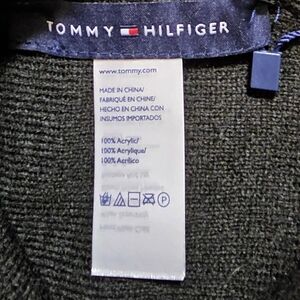 TOMMY HILFIGER
www.tommy.com
MADE IN CHINA/
FABRIQUÉ EN CHINE/
HECHO EN CHINA CON
INSUMOS IMPORTADOS
100% Acrylic/
100% Acrylique/
100% Acrílico
P